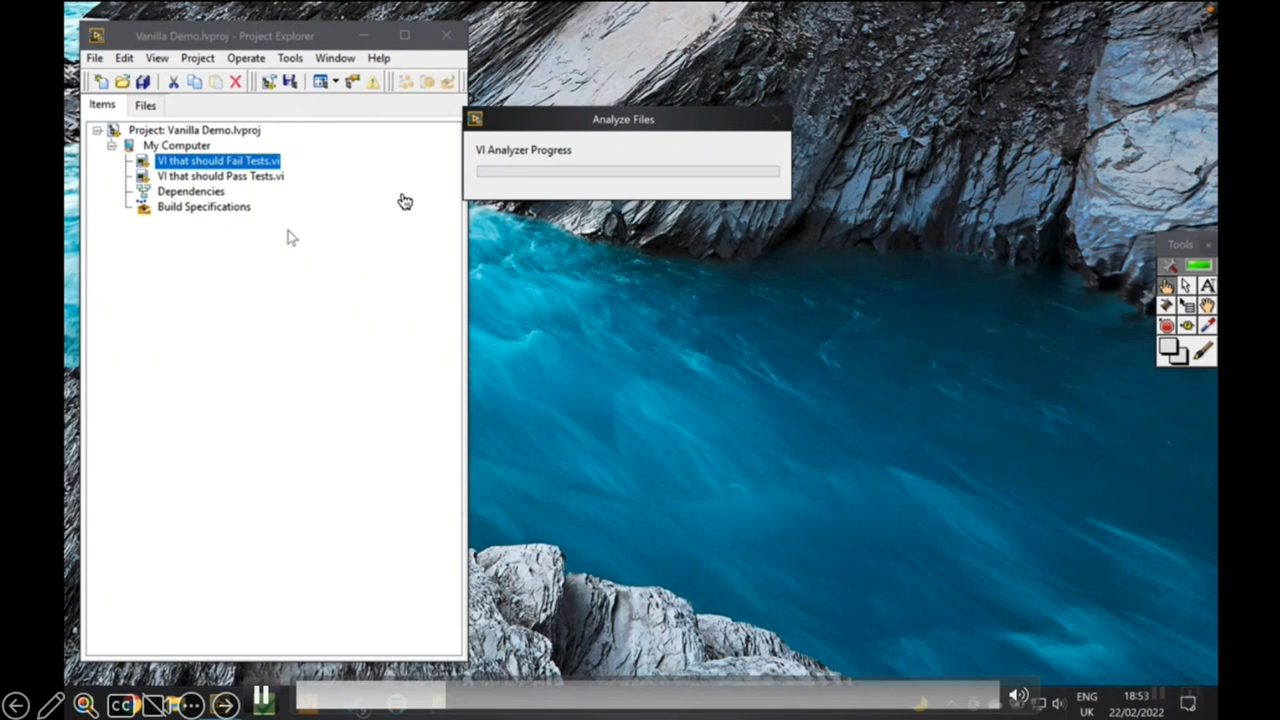 Vanilla Demo.lvproj - Project Explorer
File Edit View Project Operate Tools Window Help
Items Files
Project: Vanilla Demo.lvproj
My Computer
VI that should Fail Tests.vi
VI that should Pass Tests.vi
Dependencies
Build Specifications
Analyze Files
VI Analyzer Progress
Tools
A
CC
ENG
UK
18:53
22/02/2022